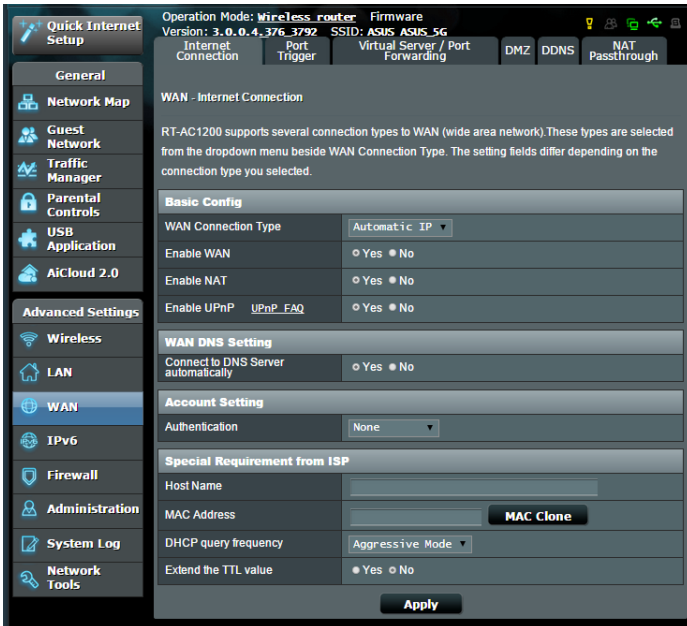 Quick Internet
Setup
General
Network Map
Guest
Network
Traffic
Manager
Parental
Controls
USB
Application
AiCloud 2.0
Advanced Settings
Wireless
LAN
WAN
IPv6
Firewall
Administration
System Log
Network
Tools
Operation Mode: Wireless router Firmware
Version: 3.0.0.4.376_3792 SSID: ASUS ASUS_5G
Internet
Connection
Port
Trigger
Virtual Server / Port
Forwarding
DMZ
DDNS
NAT
Passthrough
WAN - Internet Connection
RT-AC1200 supports several connection types to WAN (wide area network).These types are selected
from the dropdown menu beside WAN Connection Type. The setting fields differ depending on the
connection type you selected.
Basic Config
WAN Connection Type Automatic IP
Enable WAN Yes No
Enable NAT Yes No
Enable UPnP UPnP FAQ Yes No
WAN DNS Setting
Connect to DNS Server
automatically Yes No
Account Setting
Authentication None
Special Requirement from ISP
Host Name
MAC Address MAC Clone
DHCP query frequency Aggressive Mode
Extend the TTL value Yes No
Apply